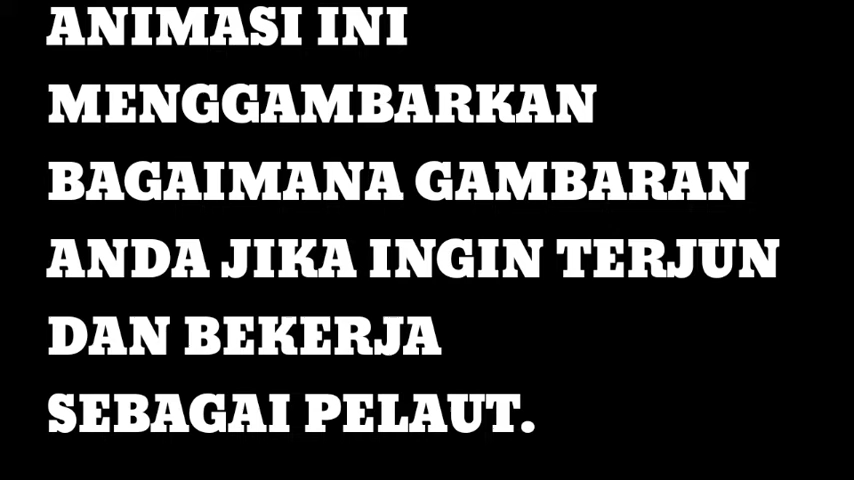 ANIMASI INI
MENGGAMBARKAN
BAGAIMANA GAMBARAN
ANDA JIKA INGIN TERJUN
DAN BEKERJA
SEBAGAI PELAUT.